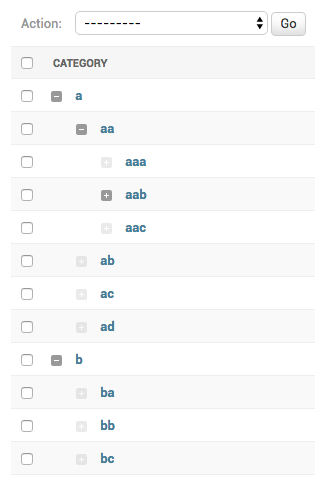 Action: --------- Go
CATEGORY
a
aa
aaa
aab
aac
ab
ac
ad
b
ba
bb
bc